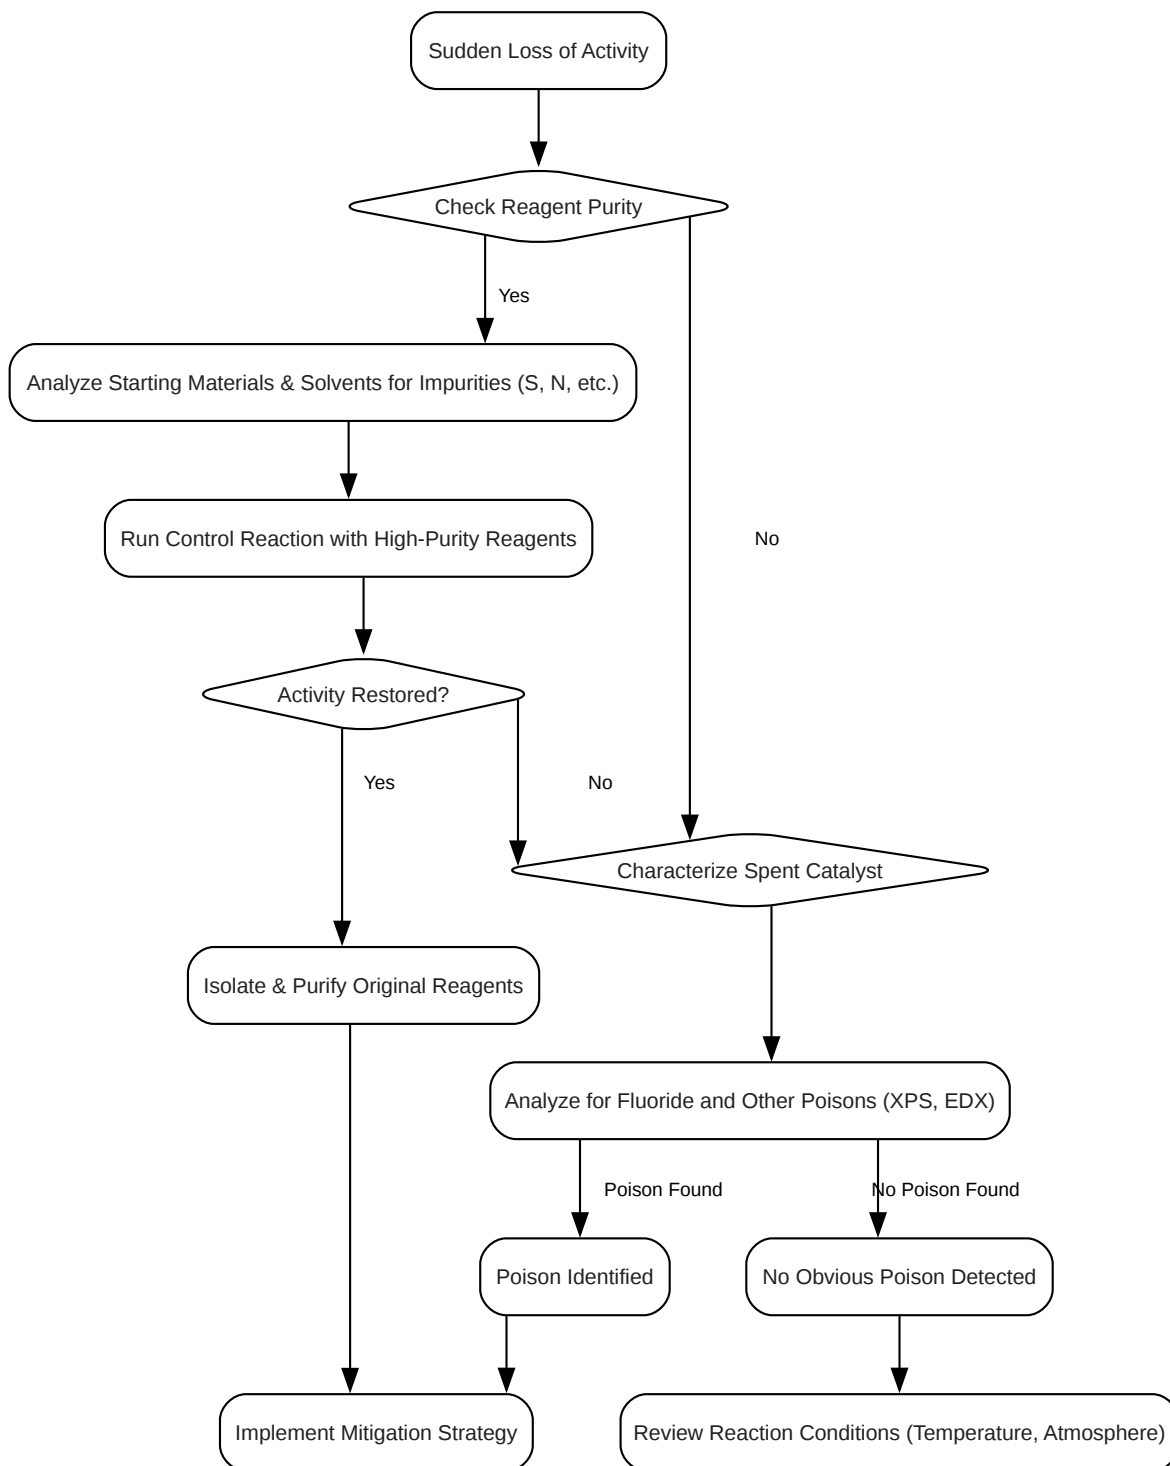 Sudden Loss of Activity
Check Reagent Purity
Yes
Analyze Starting Materials & Solvents for Impurities (S, N, etc.)
Run Control Reaction with High-Purity Reagents
No
Activity Restored?
Yes
No
Characterize Spent Catalyst
Isolate & Purify Original Reagents
Analyze for Fluoride and Other Poisons (XPS, EDX)
Poison Found
No Poison Found
Poison Identified
No Obvious Poison Detected
Implement Mitigation Strategy
Review Reaction Conditions (Temperature, Atmosphere)